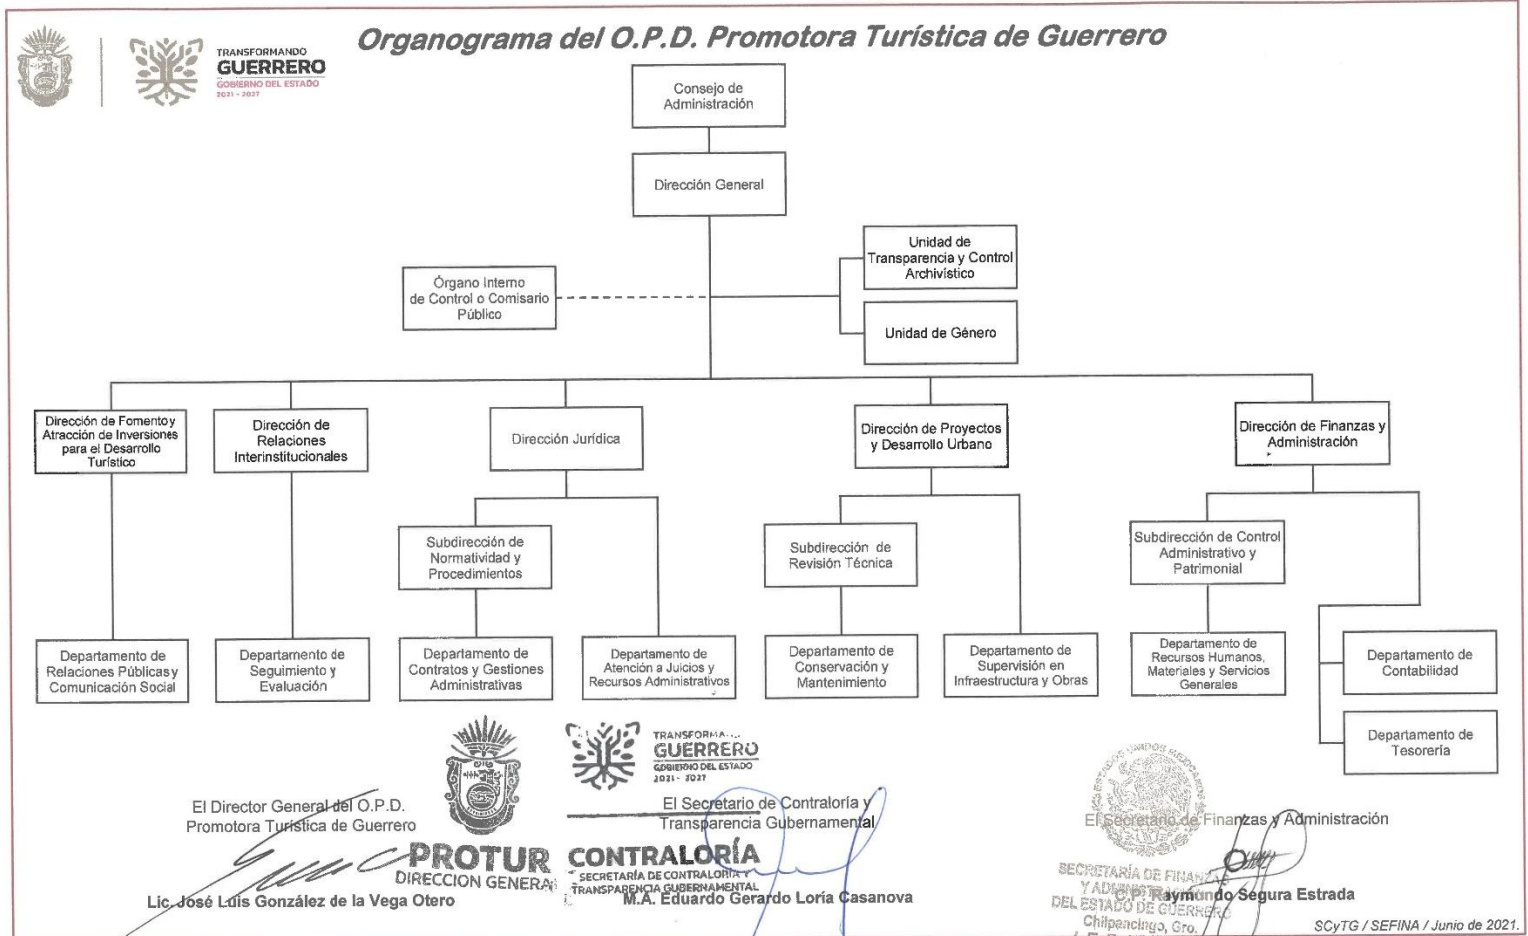 Organograma del O.P.D. Promotora Turística de Guerrero
TRANSFORMANDO
GUERRERO
GOBIERNO DEL ESTADO
2021 - 2027
Consejo de
Administración
Dirección General
Unidad de
Transparencia y Control
Archivístico
Órgano Interno
de Control o Comisario
Público
Unidad de Género
Dirección de Fomento y
Atracción de Inversiones
para el Desarrollo
Turístico
Dirección de
Relaciones
Interinstitucionales
Dirección Jurídica
Dirección de Proyectos
y Desarrollo Urbano
Dirección de Finanzas y
Administración
Subdirección de
Normatividad y
Procedimientos
Subdirección de
Revisión Técnica
Subdirección de Control
Administrativo y
Patrimonial
Departamento de
Relaciones Públicas y
Comunicación Social
Departamento de
Seguimiento y
Evaluación
Departamento de
Contratos y Gestiones
Administrativas
Departamento de
Atención a Juicios y
Recursos Administrativos
Departamento de
Conservación y
Mantenimiento
Departamento de
Supervisión en
Infraestructura y Obras
Departamento de
Recursos Humanos,
Materiales y Servicios
Generales
Departamento de
Contabilidad
Departamento de
Tesorería
El Director General del O.P.D.
Promotora Turística de Guerrero
PROTUR
DIRECCION GENERAL
Lic. José Luis González de la Vega Otero
TRANSFORMA
GUERRERO
GOBIERNO DEL ESTADO
2021 - 2027
El Secretario de Contraloría y
Transparencia Gubernamental
CONTRALORÍA
SECRETARÍA DE CONTRALORÍA Y
TRANSPARENCIA GUBERNAMENTAL
M.A. Eduardo Gerardo Loría Casanova
ESTADOS UNIDOS MEXICANOS
El Secretario de Finanzas y Administración
SECRETARÍA DE FINANZAS
Y ADMINISTRACIÓN
DEL ESTADO DE GUERRERO
Chilpancingo, Gro.
C.P. Raymundo Segura Estrada
SCyTG / SEFINA / Junio de 2021.